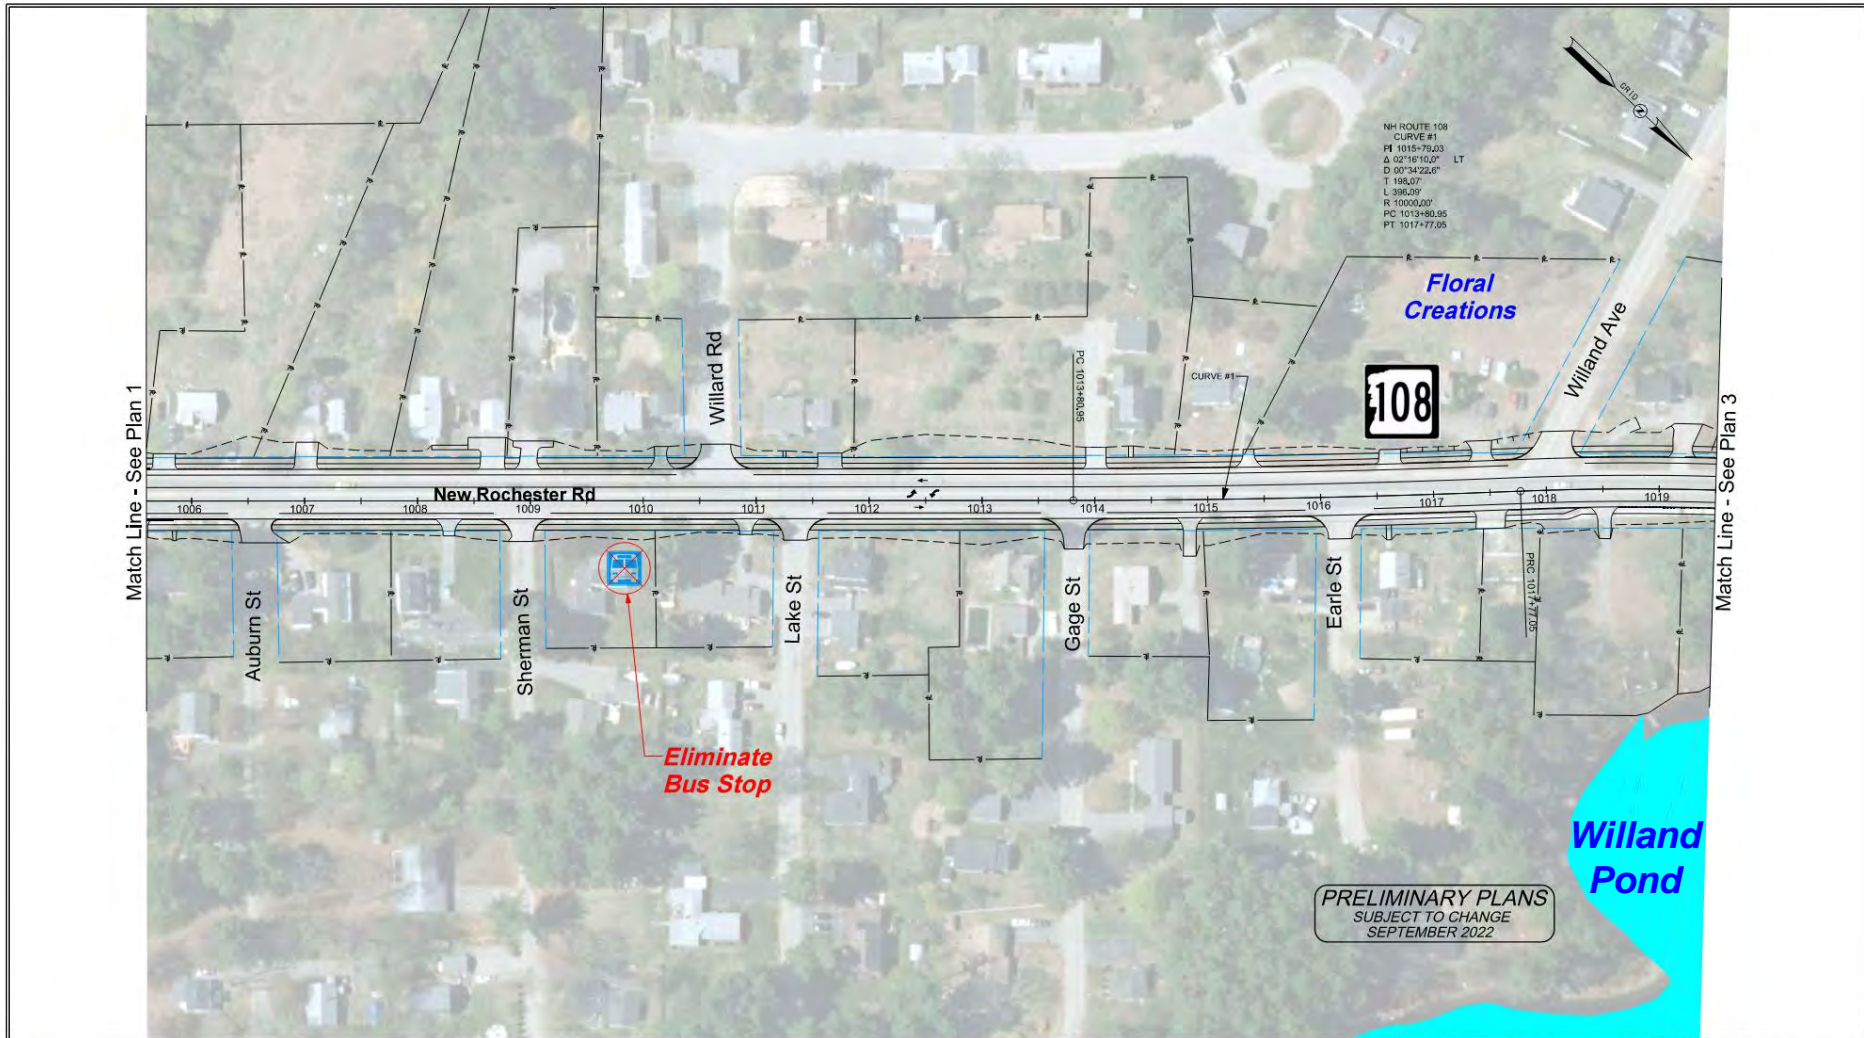 GRID
N
NH ROUTE 108
CURVE #1
PI 1015+79.03
Δ 02°16'10.0" LT
D 00°34'22.6"
T 198.07'
L 396.09'
R 10000.00'
PC 1013+80.95
PT 1017+77.05
Floral
Creations
Willand Ave
Willard Rd
PC 1013+80.95
CURVE #1
108
Match Line - See Plan 1
Match Line - See Plan 3
New Rochester Rd
1006
1007
1008
1009
1010
1011
1012
1013
1014
1015
1016
1017
1018
1019
Auburn St
Sherman St
Lake St
Gage St
Earle St
PRC 1017+77.05
Eliminate
Bus Stop
Willand
Pond
PRELIMINARY PLANS
SUBJECT TO CHANGE
SEPTEMBER 2022